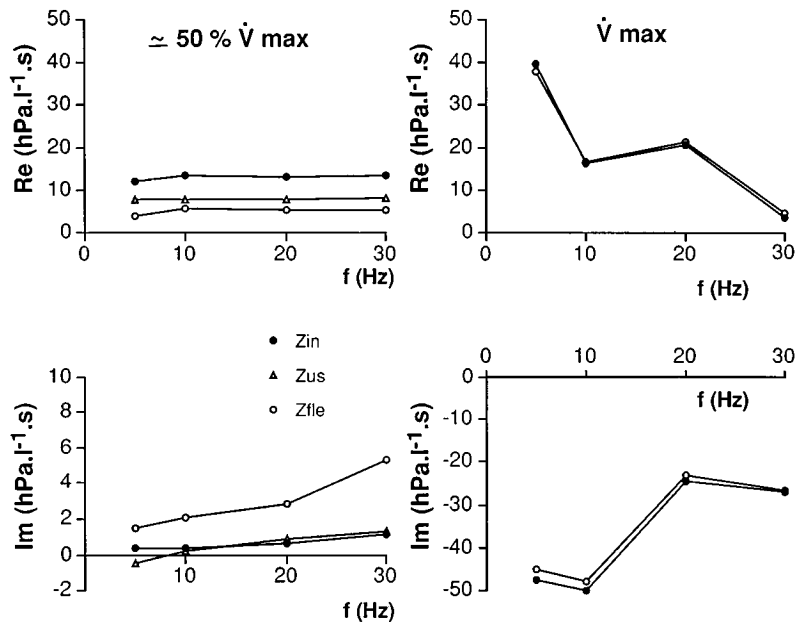 ≃ 50 % V̇ max
50
40
30
20
10
0
Re (hPa.l⁻¹.s)
0 10 20 30
f (Hz)
V̇ max
50
40
30
20
10
0
Re (hPa.l⁻¹.s)
0 10 20 30
f (Hz)
Zin
Zus
Zfle
10
8
6
4
2
0
-2
Im (hPa.l⁻¹.s)
10 20 30
f (Hz)
0 10 20 30
f (Hz)
0
-10
-20
-30
-40
-50
Im (hPa.l⁻¹.s)